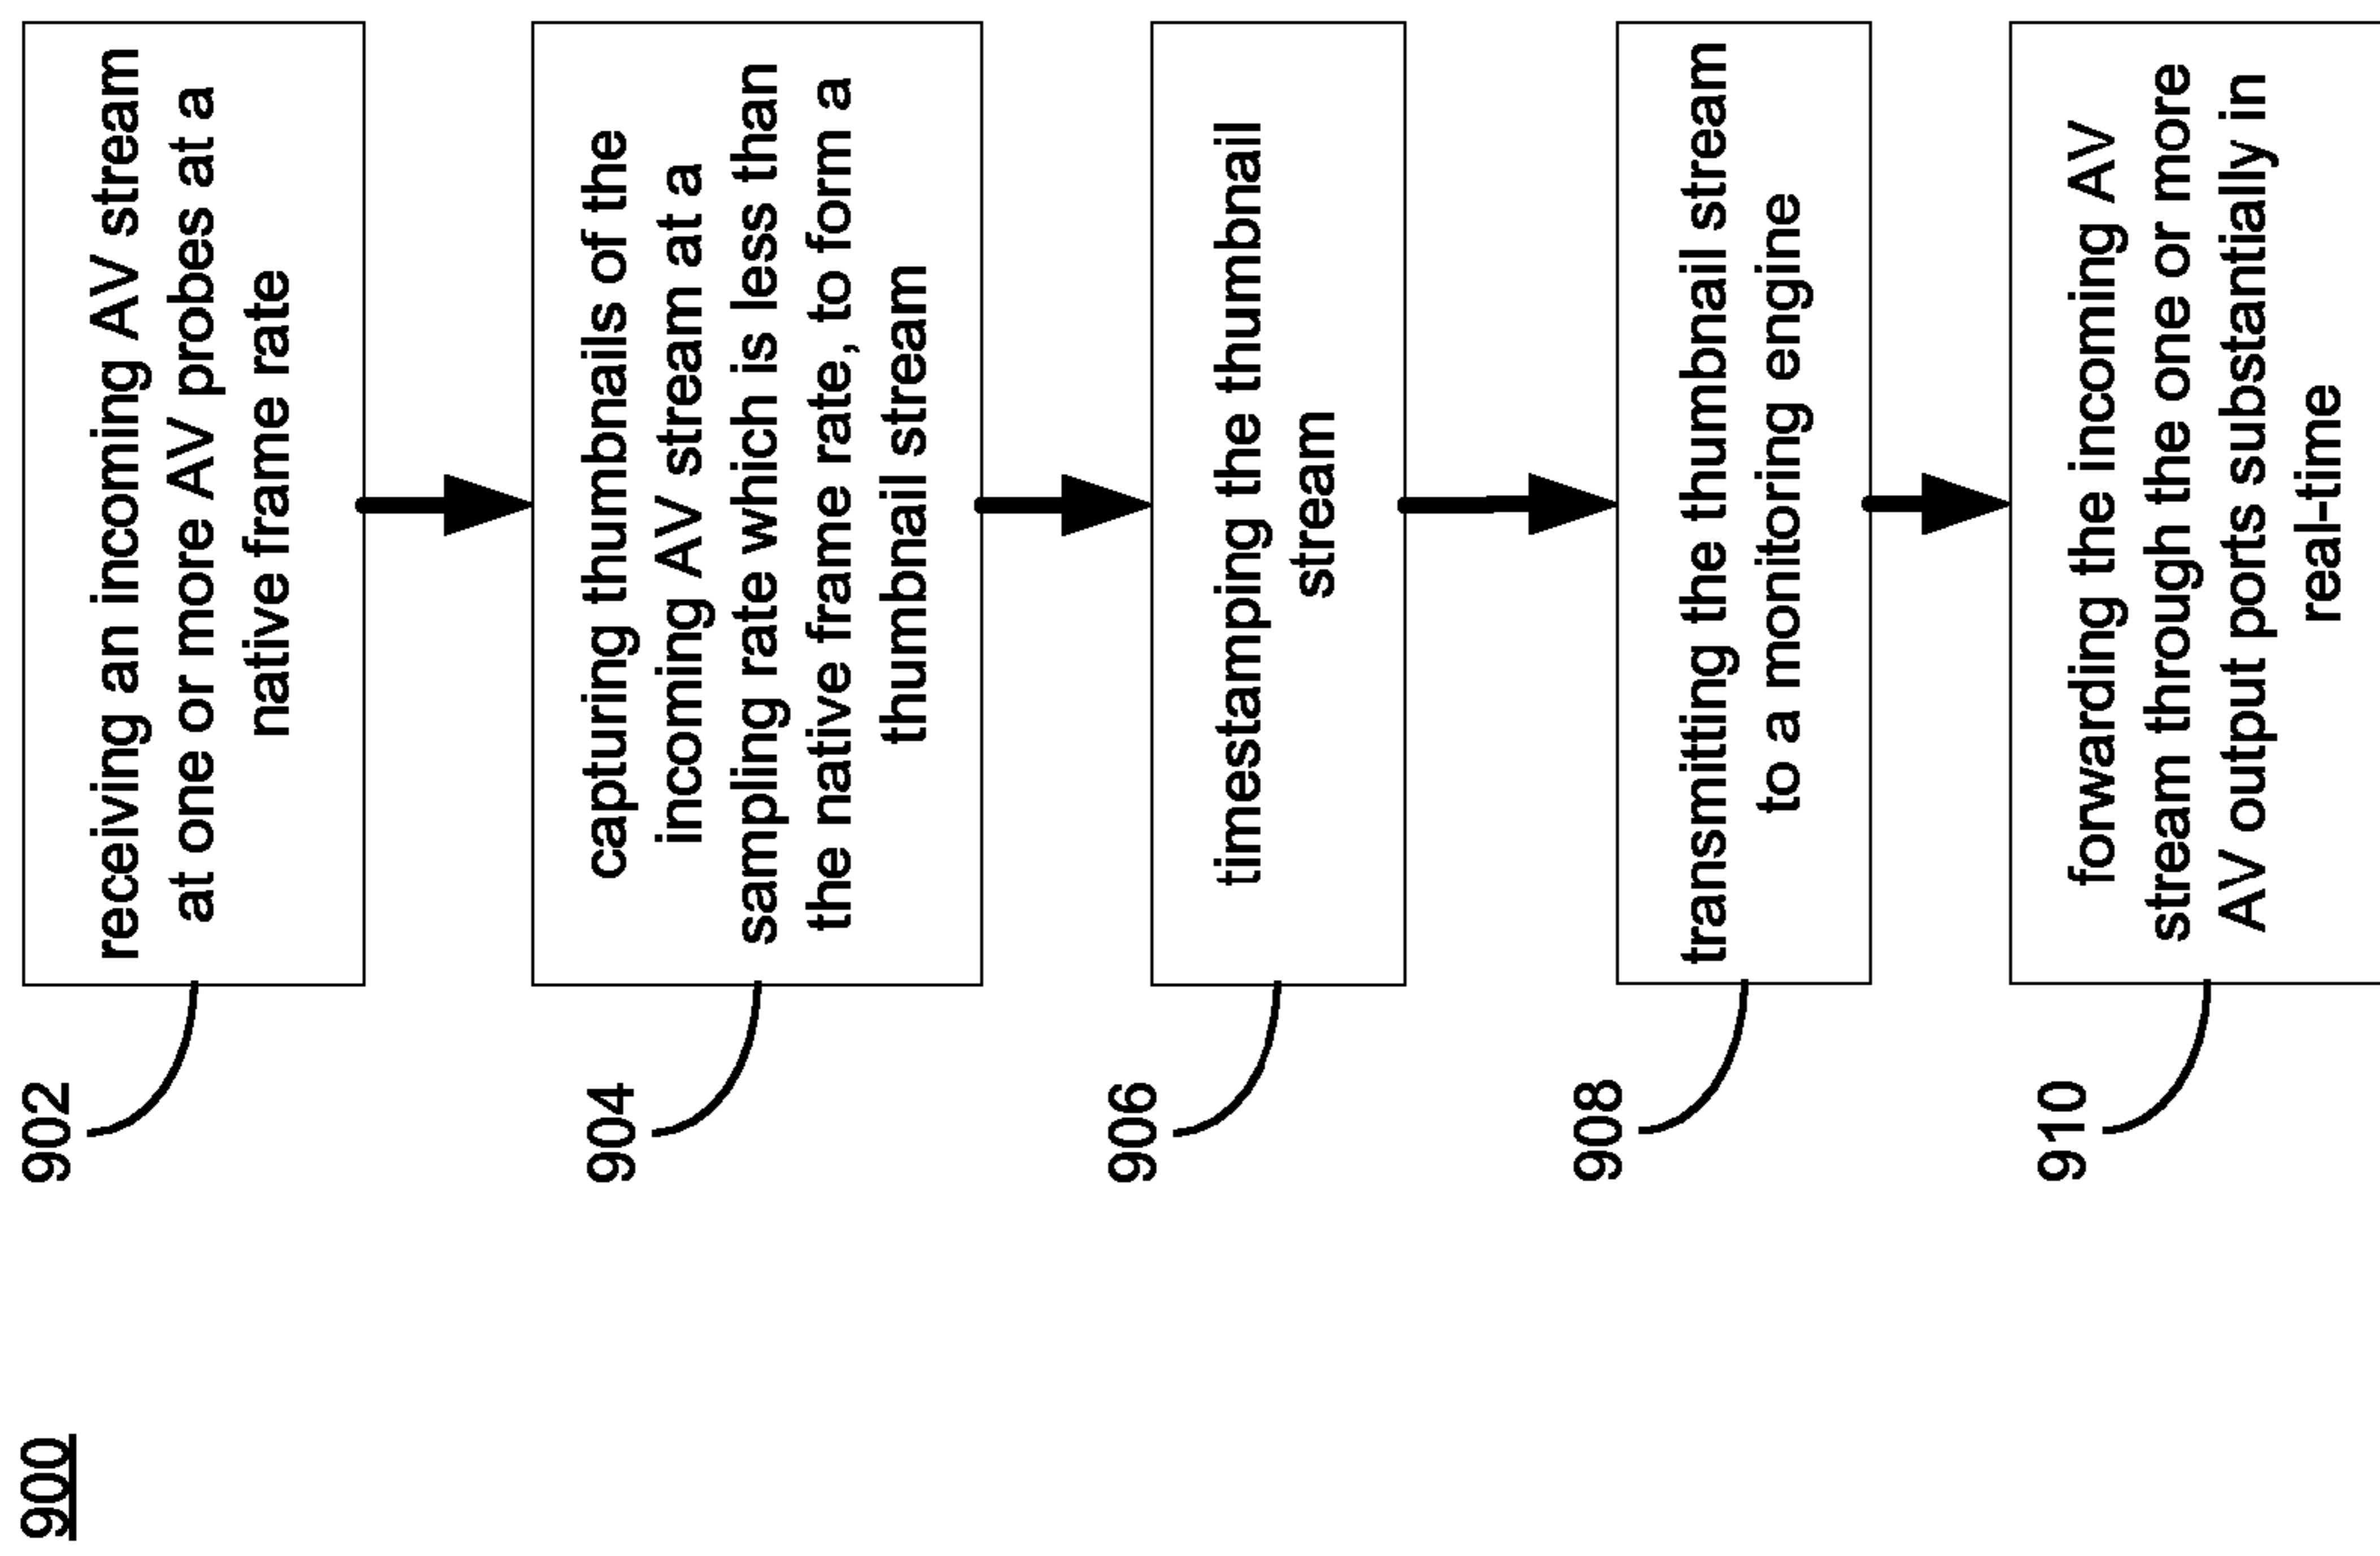 900
902
receiving an incoming AV stream
at one or more AV probes at a
native frame rate
904
capturing thumbnails of the
incoming AV stream at a
sampling rate which is less than
the native frame rate, to form a
thumbnail stream
906
timestamping the thumbnail
stream
908
transmitting the thumbnail stream
to a monitoring engine
910
forwarding the incoming AV
stream through the one or more
AV output ports substantially in
real-time